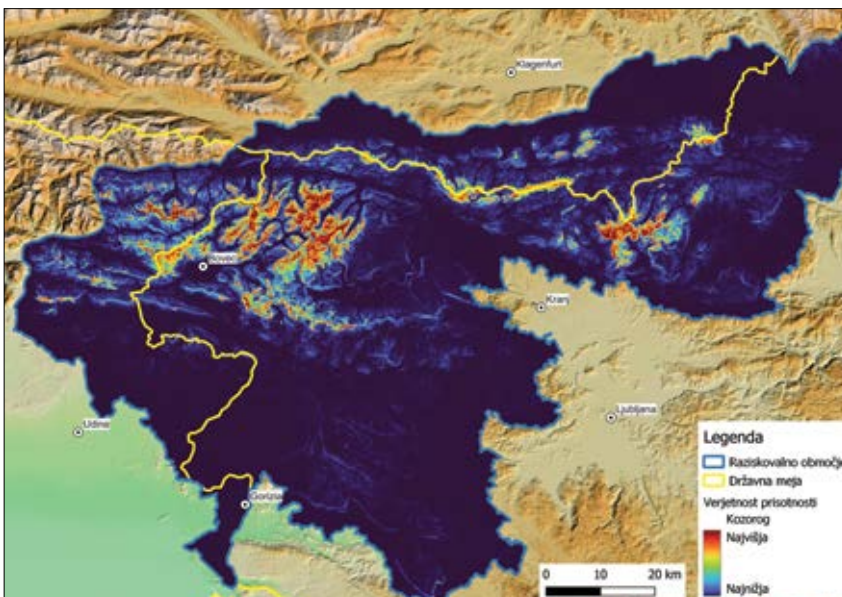 Klagenfurt
Bovec
Kranj
Ljubljana
Udine
Gorizia
Legenda
Raziskovalno območje
Državna meja
Verjetnost prisotnosti
Kozorog
Najvišja
Najnižja
0 10 20 km